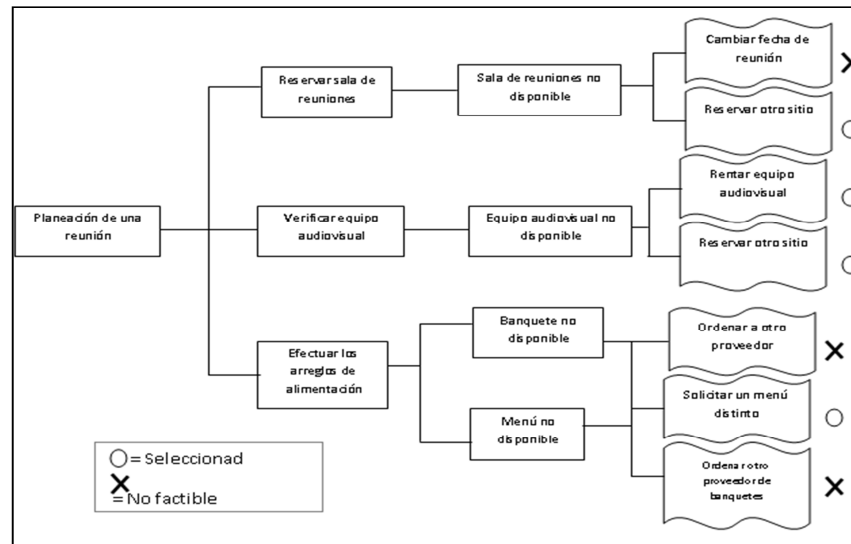 Cambiar fecha de
reunión
Reservar sala de
reuniones
Sala de reuniones no
disponible
Reservar otro sitio
Rentar equipo
audiovisual
Planeación de una
reunión
Verificar equipo
audiovisual
Equipo audiovisual no
disponible
Reservar otro sitio
Banquete no
disponible
Ordenar a otro
proveedor
Efectuar los
arreglos de
alimentación
Solicitar un menú
distinto
Menú no
disponible
Ordenar otro
proveedor de
banquetes
= Seleccionad
= No factible